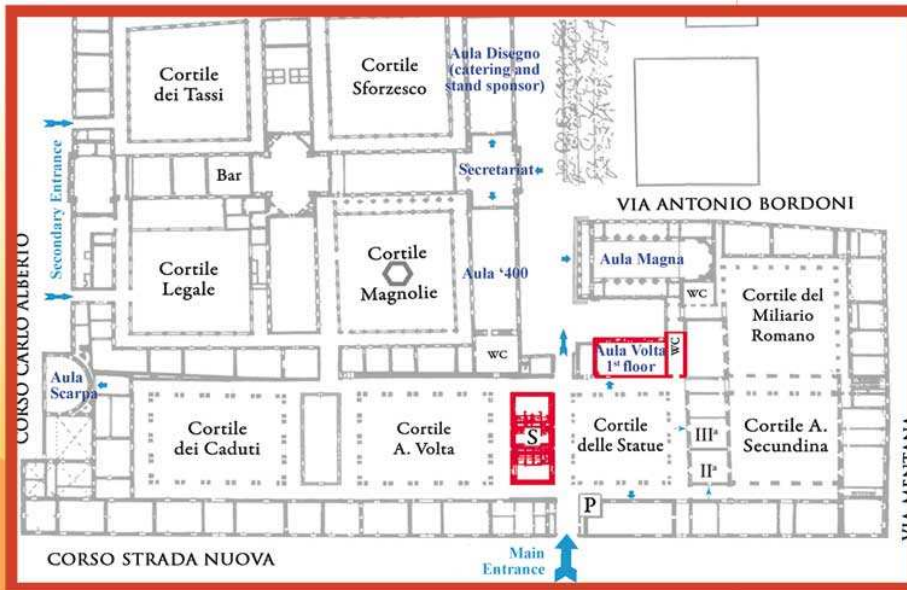 Cortile
dei Tassi
Cortile
Sforzesco
Aula Disegno
(catering and
stand sponsor)
Secondary Entrance
Bar
Secretariat
VIA ANTONIO BORDONI
CORSO CARLO ALBERTO
Cortile
Legale
Cortile
Magnolie
Aula ‘400
Aula Magna
WC
Cortile del
Miliario
Romano
WC
Aula Volta
1st floor
WC
Aula
Scarpa
Cortile
dei Caduti
Cortile
A. Volta
S
Cortile
delle Statue
IIIª
IIª
Cortile A.
Secundina
P
VIA MENTANA
CORSO STRADA NUOVA
Main
Entrance